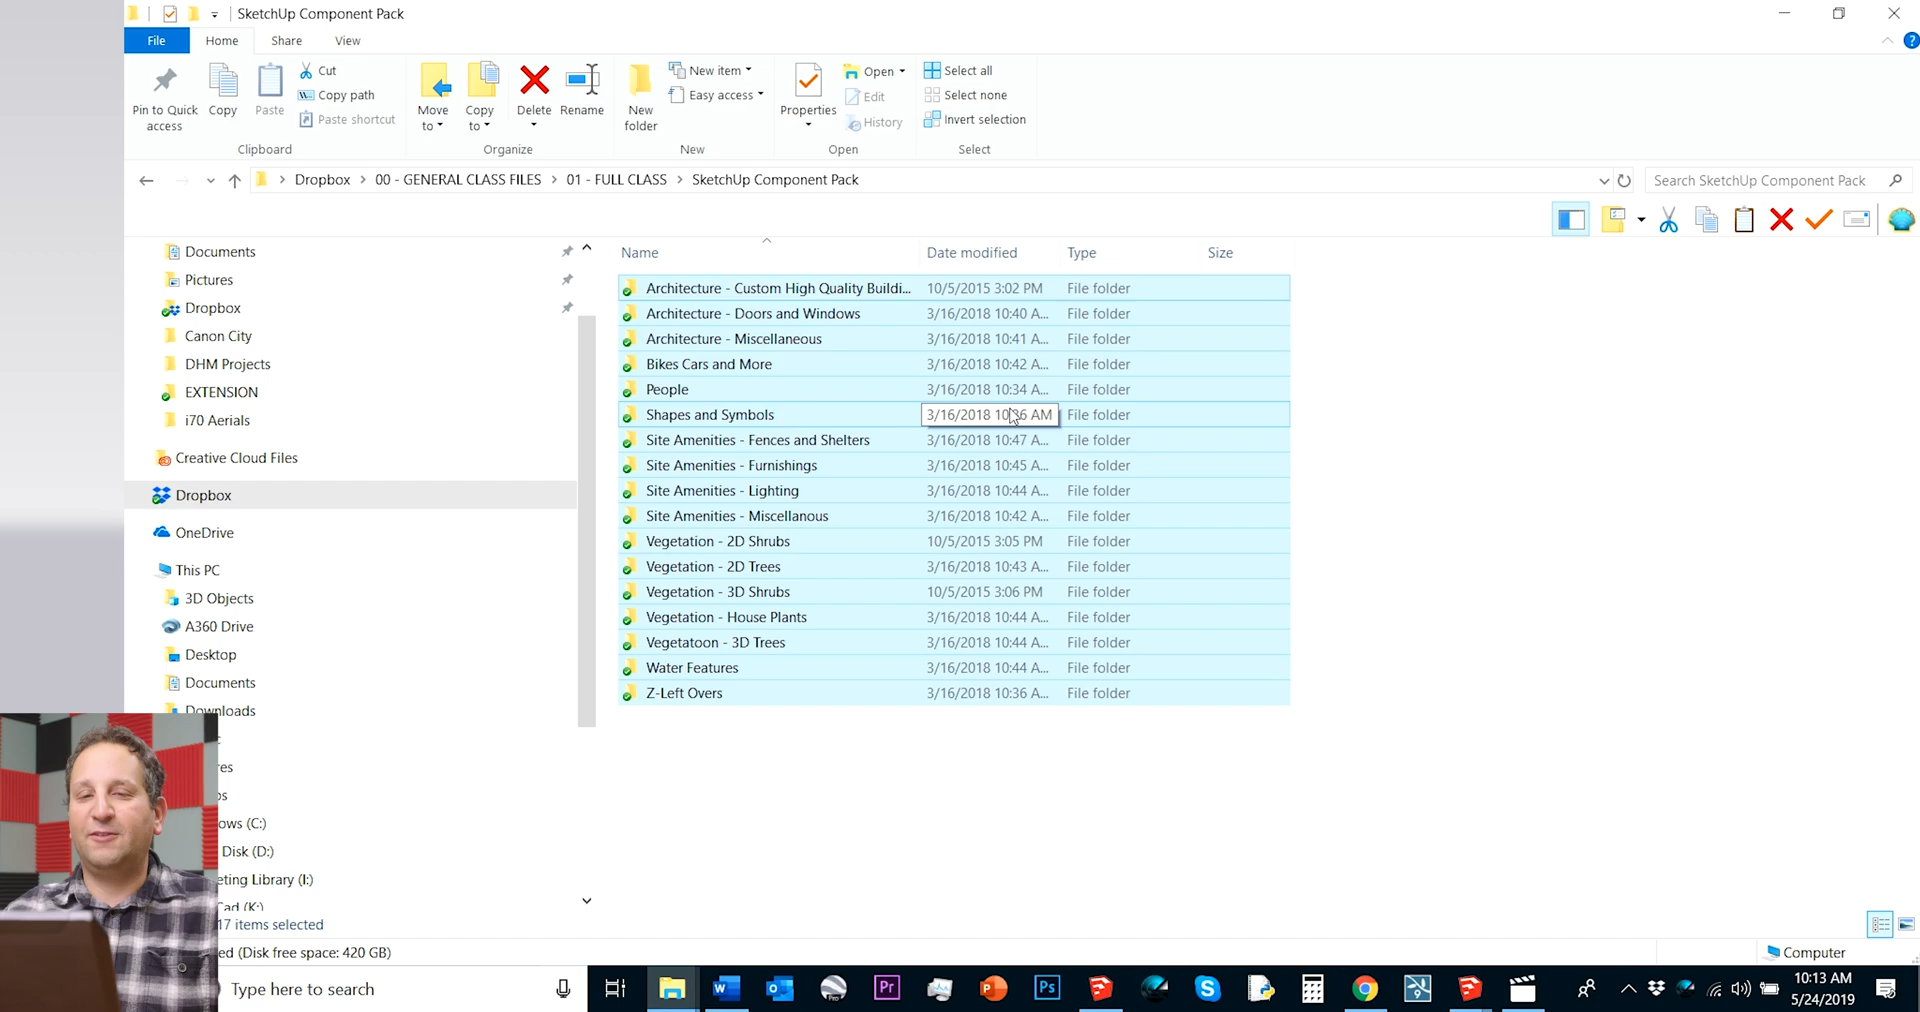 SketchUp Component Pack
File Home Share View
Pin to Quick access
Copy
Paste
Cut
Copy path
Paste shortcut
Clipboard
Move to
Copy to
Delete
Rename
Organize
New folder
New item
Easy access
New
Properties
Open
Edit
History
Open
Select all
Select none
Invert selection
Select
Dropbox > 00 - GENERAL CLASS FILES > 01 - FULL CLASS > SketchUp Component Pack
Search SketchUp Component Pack
Documents
Pictures
Dropbox
Canon City
DHM Projects
EXTENSION
i70 Aerials
Creative Cloud Files
Dropbox
OneDrive
This PC
3D Objects
A360 Drive
Desktop
Documents
Downloads
res
ows (C:)
Disk (D:)
eting Library (I:)
Cad (K:)
Name Date modified Type Size
Architecture - Custom High Quality Buildi... 10/5/2015 3:02 PM File folder
Architecture - Doors and Windows 3/16/2018 10:40 A... File folder
Architecture - Miscellaneous 3/16/2018 10:41 A... File folder
Bikes Cars and More 3/16/2018 10:42 A... File folder
People 3/16/2018 10:34 A... File folder
Shapes and Symbols 3/16/2018 10:36 AM File folder
Site Amenities - Fences and Shelters 3/16/2018 10:47 A... File folder
Site Amenities - Furnishings 3/16/2018 10:45 A... File folder
Site Amenities - Lighting 3/16/2018 10:44 A... File folder
Site Amenities - Miscellanous 3/16/2018 10:42 A... File folder
Vegetation - 2D Shrubs 10/5/2015 3:05 PM File folder
Vegetation - 2D Trees 3/16/2018 10:43 A... File folder
Vegetation - 3D Shrubs 10/5/2015 3:06 PM File folder
Vegetation - House Plants 3/16/2018 10:44 A... File folder
Vegetatoon - 3D Trees 3/16/2018 10:44 A... File folder
Water Features 3/16/2018 10:44 A... File folder
Z-Left Overs 3/16/2018 10:36 A... File folder
17 items selected
ed (Disk free space: 420 GB)
Computer
Type here to search
Pr
Ps
10:13 AM
5/24/2019